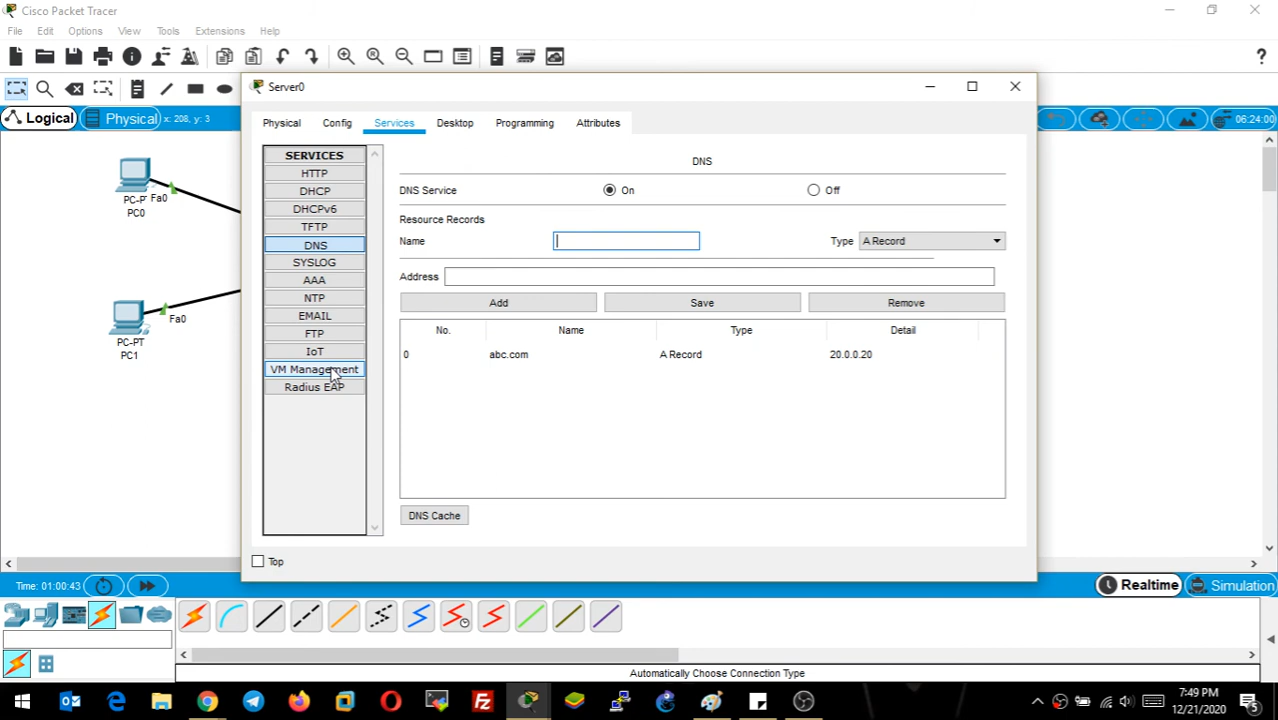 Cisco Packet Tracer
File Edit Options View Tools Extensions Help
?
Server0
Logical Physical x: 208, y: 3 06:24:00
Physical Config Services Desktop Programming Attributes
SERVICES
HTTP
DHCP
DHCPv6
TFTP
DNS
SYSLOG
AAA
NTP
EMAIL
FTP
IoT
VM Management
Radius EAP
DNS
DNS Service On Off
Resource Records
Name Type A Record
Address
Add Save Remove
No. Name Type Detail
0 abc.com A Record 20.0.0.20
DNS Cache
Top
PC-P Fa0
PC0
Fa0
PC-PT
PC1
Time: 01:00:43 Realtime Simulation
Automatically Choose Connection Type
7:49 PM
12/21/2020
5